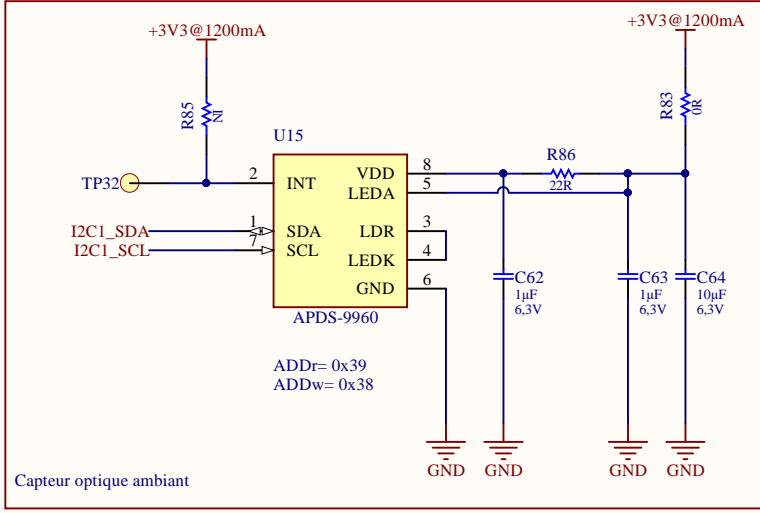 +3V3@1200mA
+3V3@1200mA
R85
NI
R83
0R
U15
TP32
2
INT
VDD
8
R86
22R
LEDA
5
I2C1_SDA
1
SDA
LDR
3
I2C1_SCL
7
SCL
LEDK
4
GND
6
C62
1µF
6,3V
C63
1µF
6,3V
C64
10µF
6,3V
APDS-9960
ADDr= 0x39
ADDw= 0x38
GND
GND
GND
GND
Capteur optique ambiant